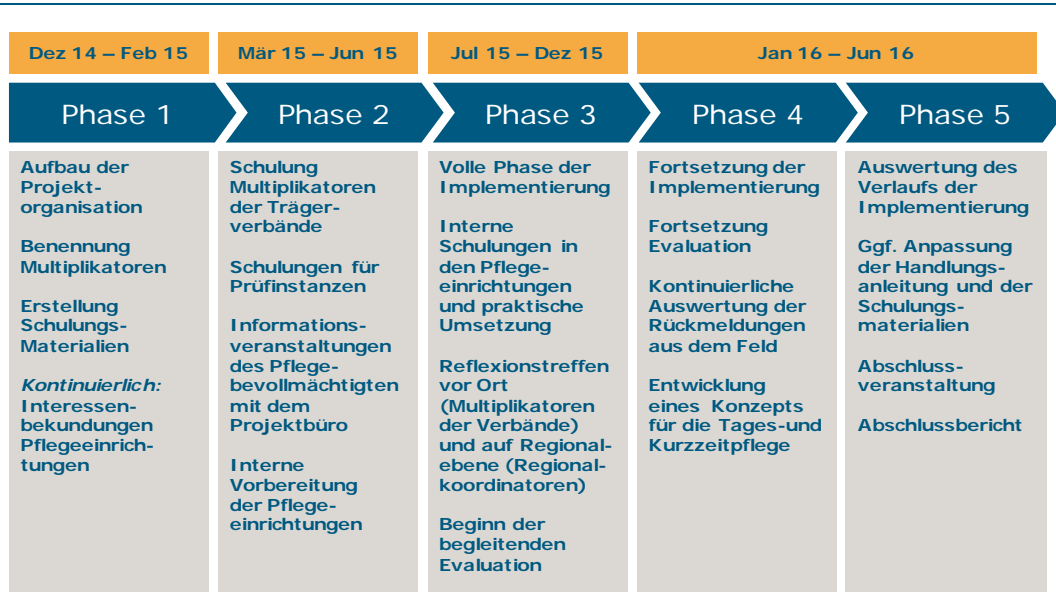 Dez 14 – Feb 15
Mär 15 – Jun 15
Jul 15 – Dez 15
Jan 16 – Jun 16
Phase 1
Phase 2
Phase 3
Phase 4
Phase 5
Aufbau der
Projekt-
organisation
Benennung
Multiplikatoren
Erstellung
Schulungs-
Materialien
Kontinuierlich:
Interessen-
bekundungen
Pflegeeinrich-
tungen
Schulung
Multiplikatoren
der Träger-
verbände
Schulungen für
Prüfinstanzen
Informations-
veranstaltungen
des Pflege-
bevollmächtigten
mit dem
Projektbüro
Interne
Vorbereitung
der Pflege-
einrichtungen
Volle Phase der
Implementierung
Interne
Schulungen in
den Pflege-
einrichtungen
und praktische
Umsetzung
Reflexionstreffen
vor Ort
(Multiplikatoren
der Verbände)
und auf Regional-
ebene (Regional-
koordinatoren)
Beginn der
begleitenden
Evaluation
Fortsetzung der
Implementierung
Fortsetzung
Evaluation
Kontinuierliche
Auswertung der
Rückmeldungen
aus dem Feld
Entwicklung
eines Konzepts
für die Tages-und
Kurzzeitpflege
Auswertung des
Verlaufs der
Implementierung
Ggf. Anpassung
der Handlungs-
anleitung und der
Schulungs-
materialien
Abschluss-
veranstaltung
Abschlussbericht